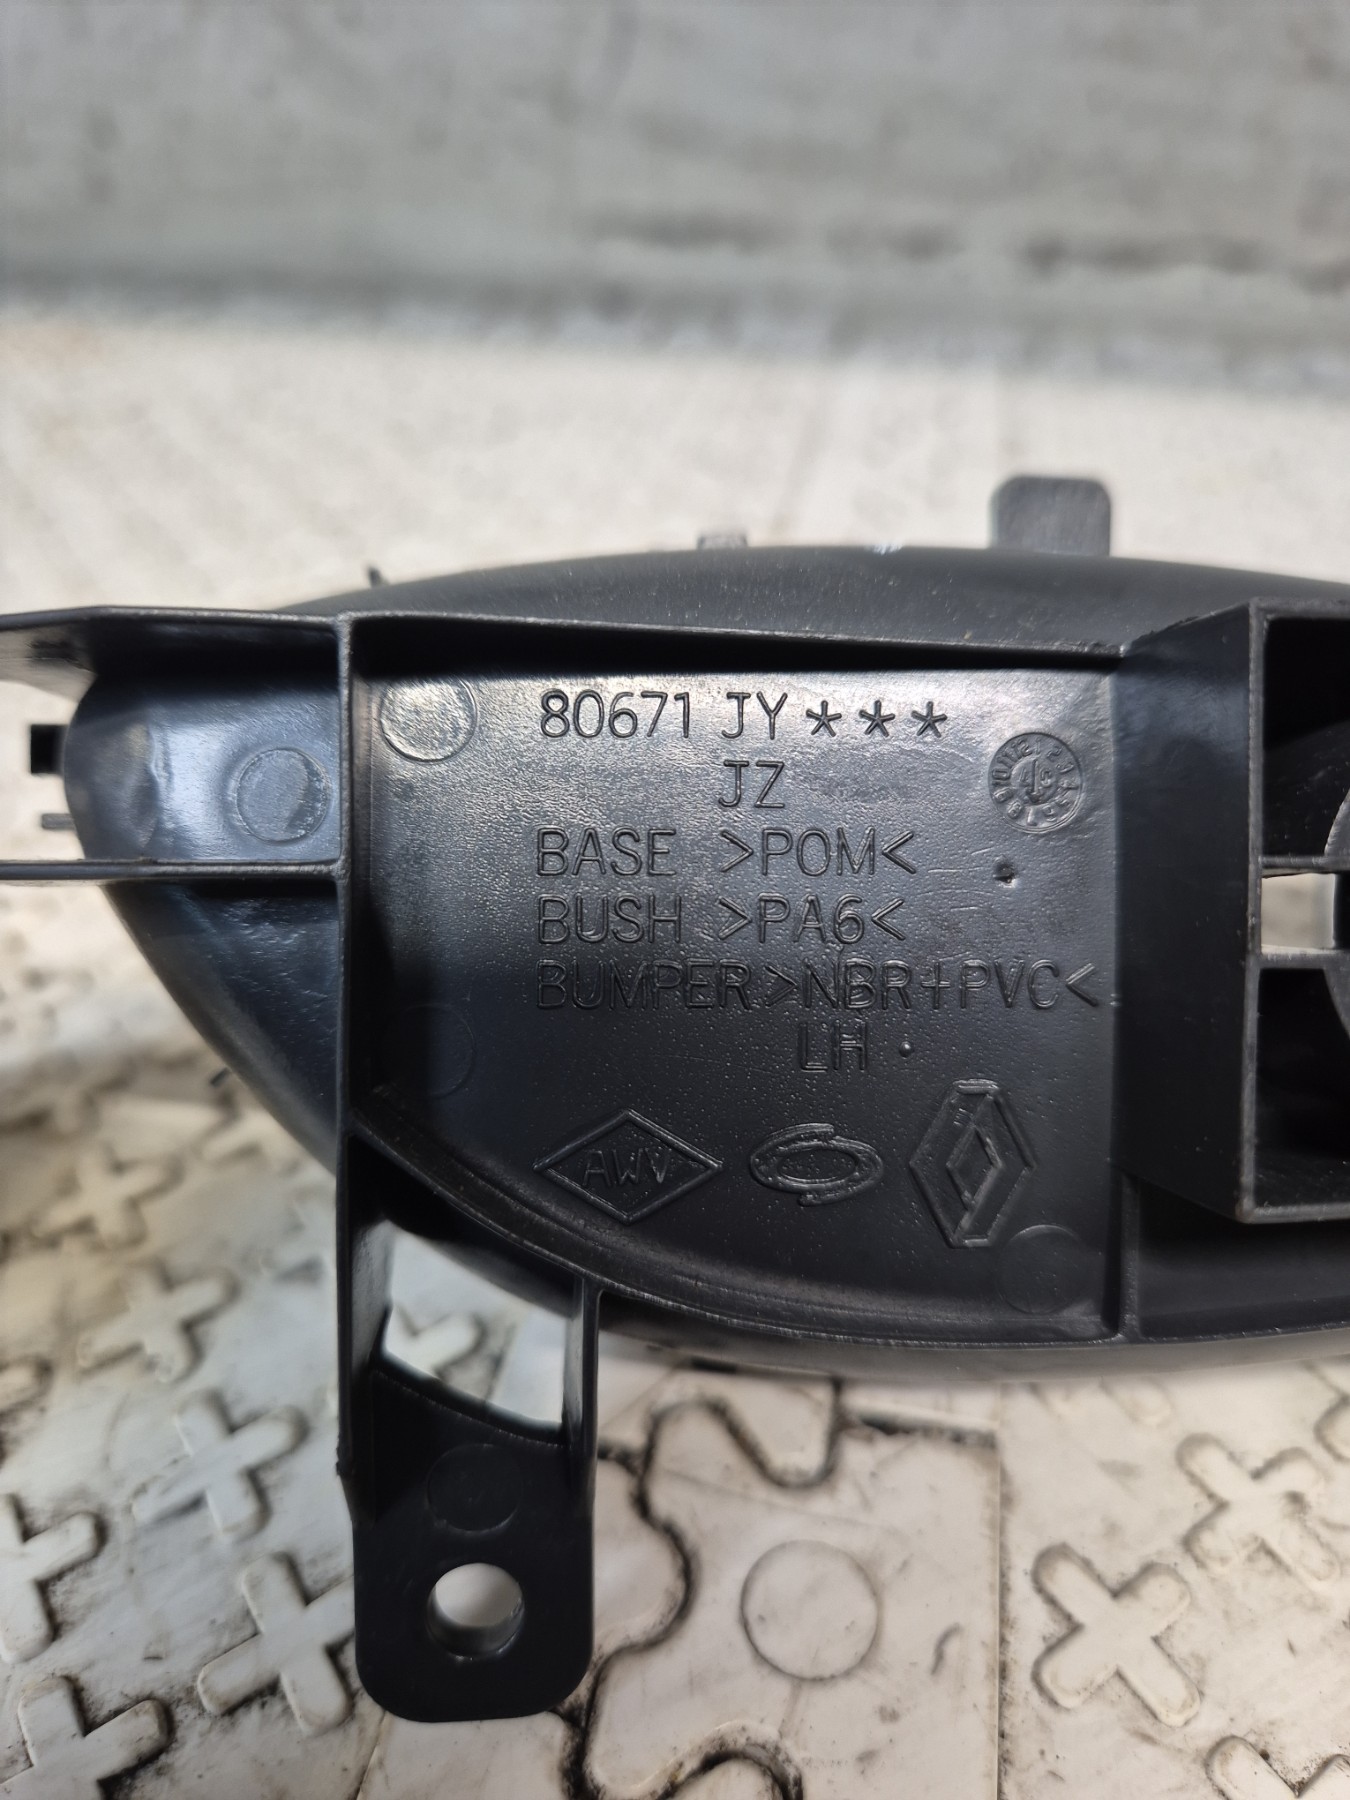 80671 JY***
JZ
BASE >POM<
BUSH >PA6<
BUMPER >NBR+PVC<
LH
AWV